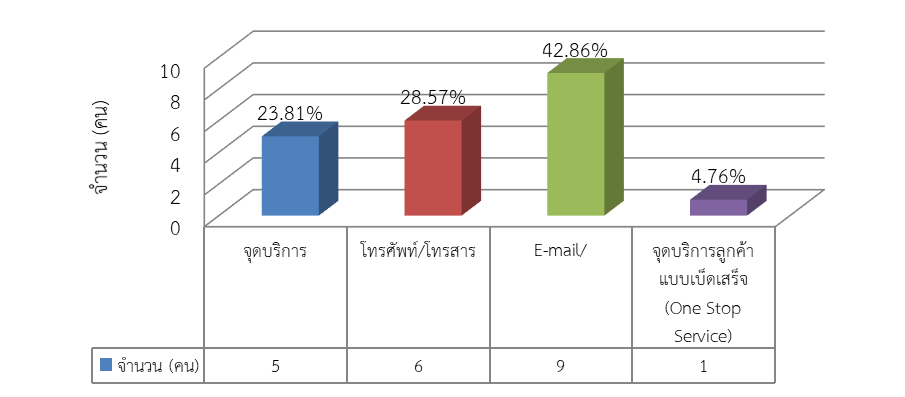 42.86%
28.57%
23.81%
4.76%
10
8
6
4
2
0
จำนวน (คน)
จุดบริการ
โทรศัพท์/โทรสาร
E-mail/
จุดบริการลูกค้า
แบบเบ็ดเสร็จ
(One Stop
Service)
จำนวน (คน)
5
6
9
1